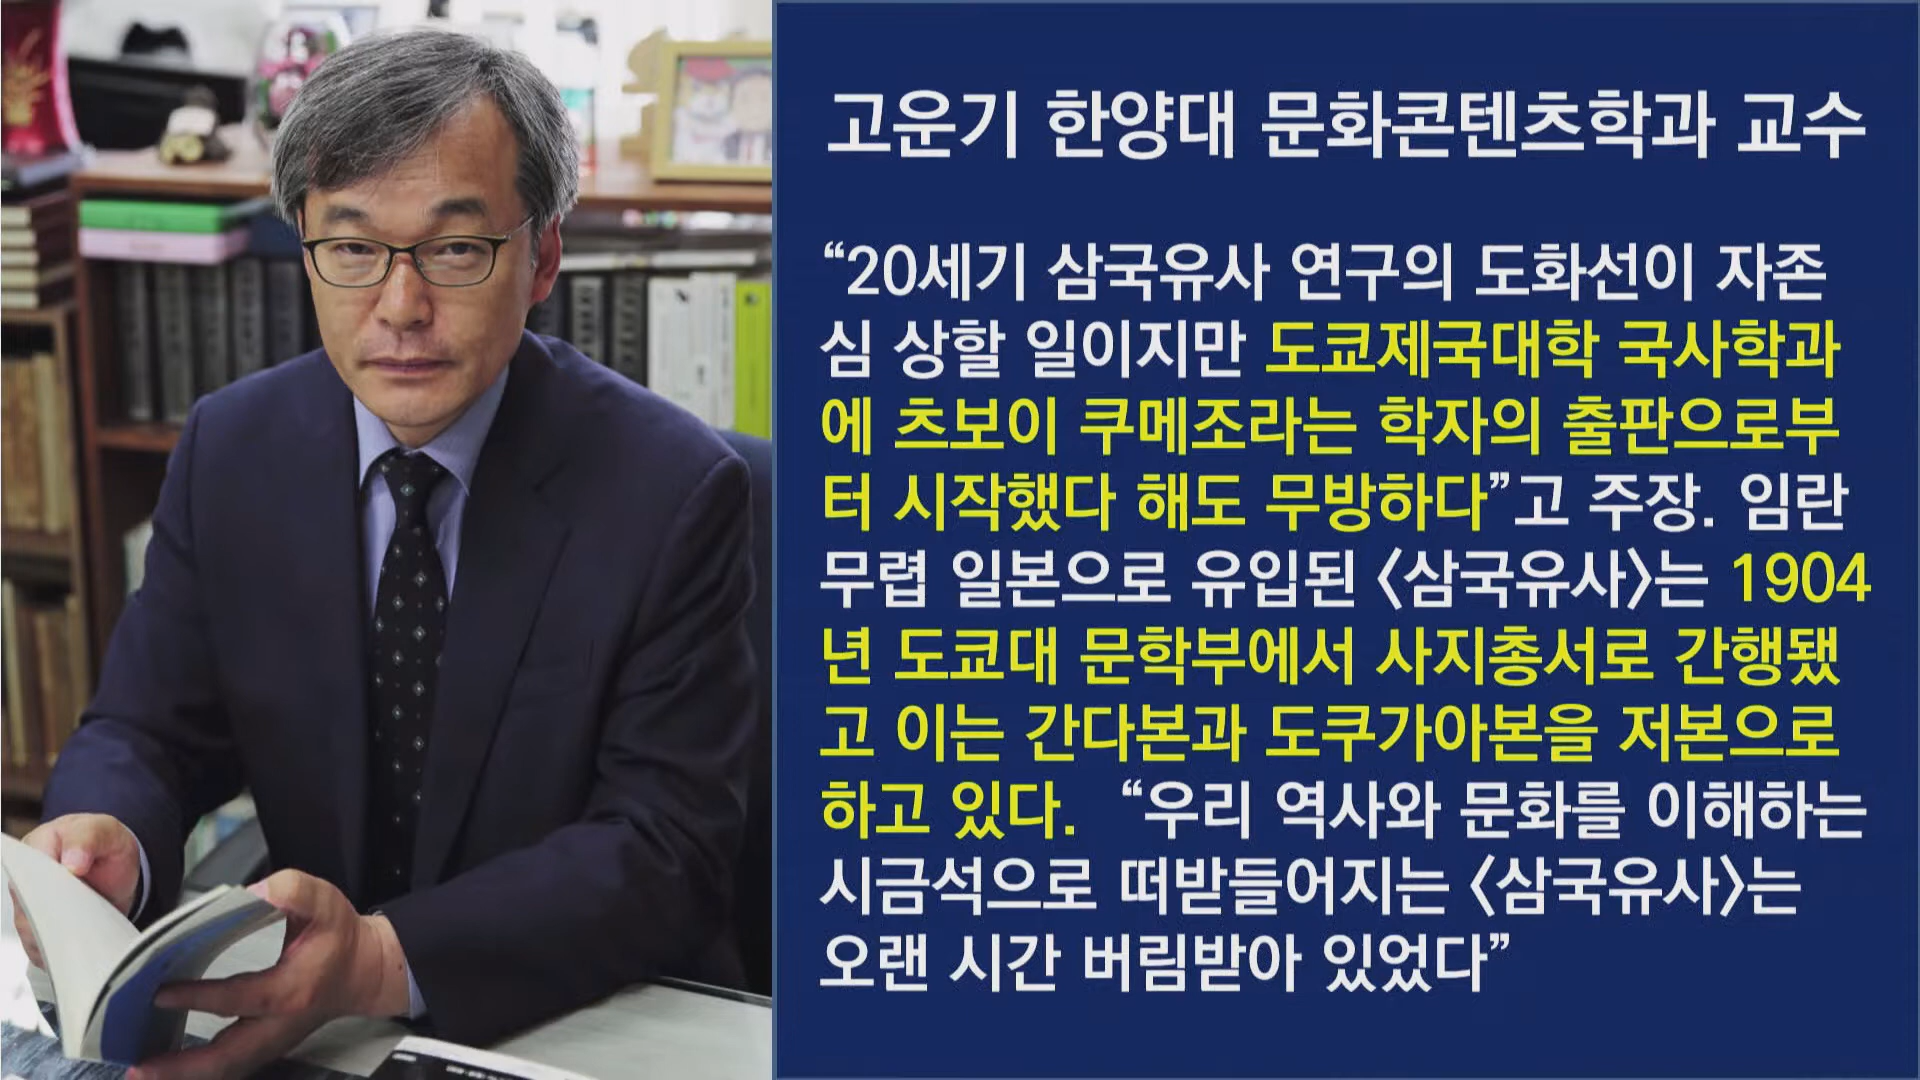 고운기 한양대 문화콘텐츠학과 교수
“20세기 삼국유사 연구의 도화선이 자존
심 상할 일이지만 도쿄제국대학 국사학과
에 츠보이 쿠메조라는 학자의 출판으로부
터 시작했다 해도 무방하다”고 주장. 임란
무렵 일본으로 유입된 〈삼국유사〉는 1904
년 도쿄대 문학부에서 사지총서로 간행됐
고 이는 간다본과 도쿠가아본을 저본으로
하고 있다. “우리 역사와 문화를 이해하는
시금석으로 떠받들어지는 〈삼국유사〉는
오랜 시간 버림받아 있었다”